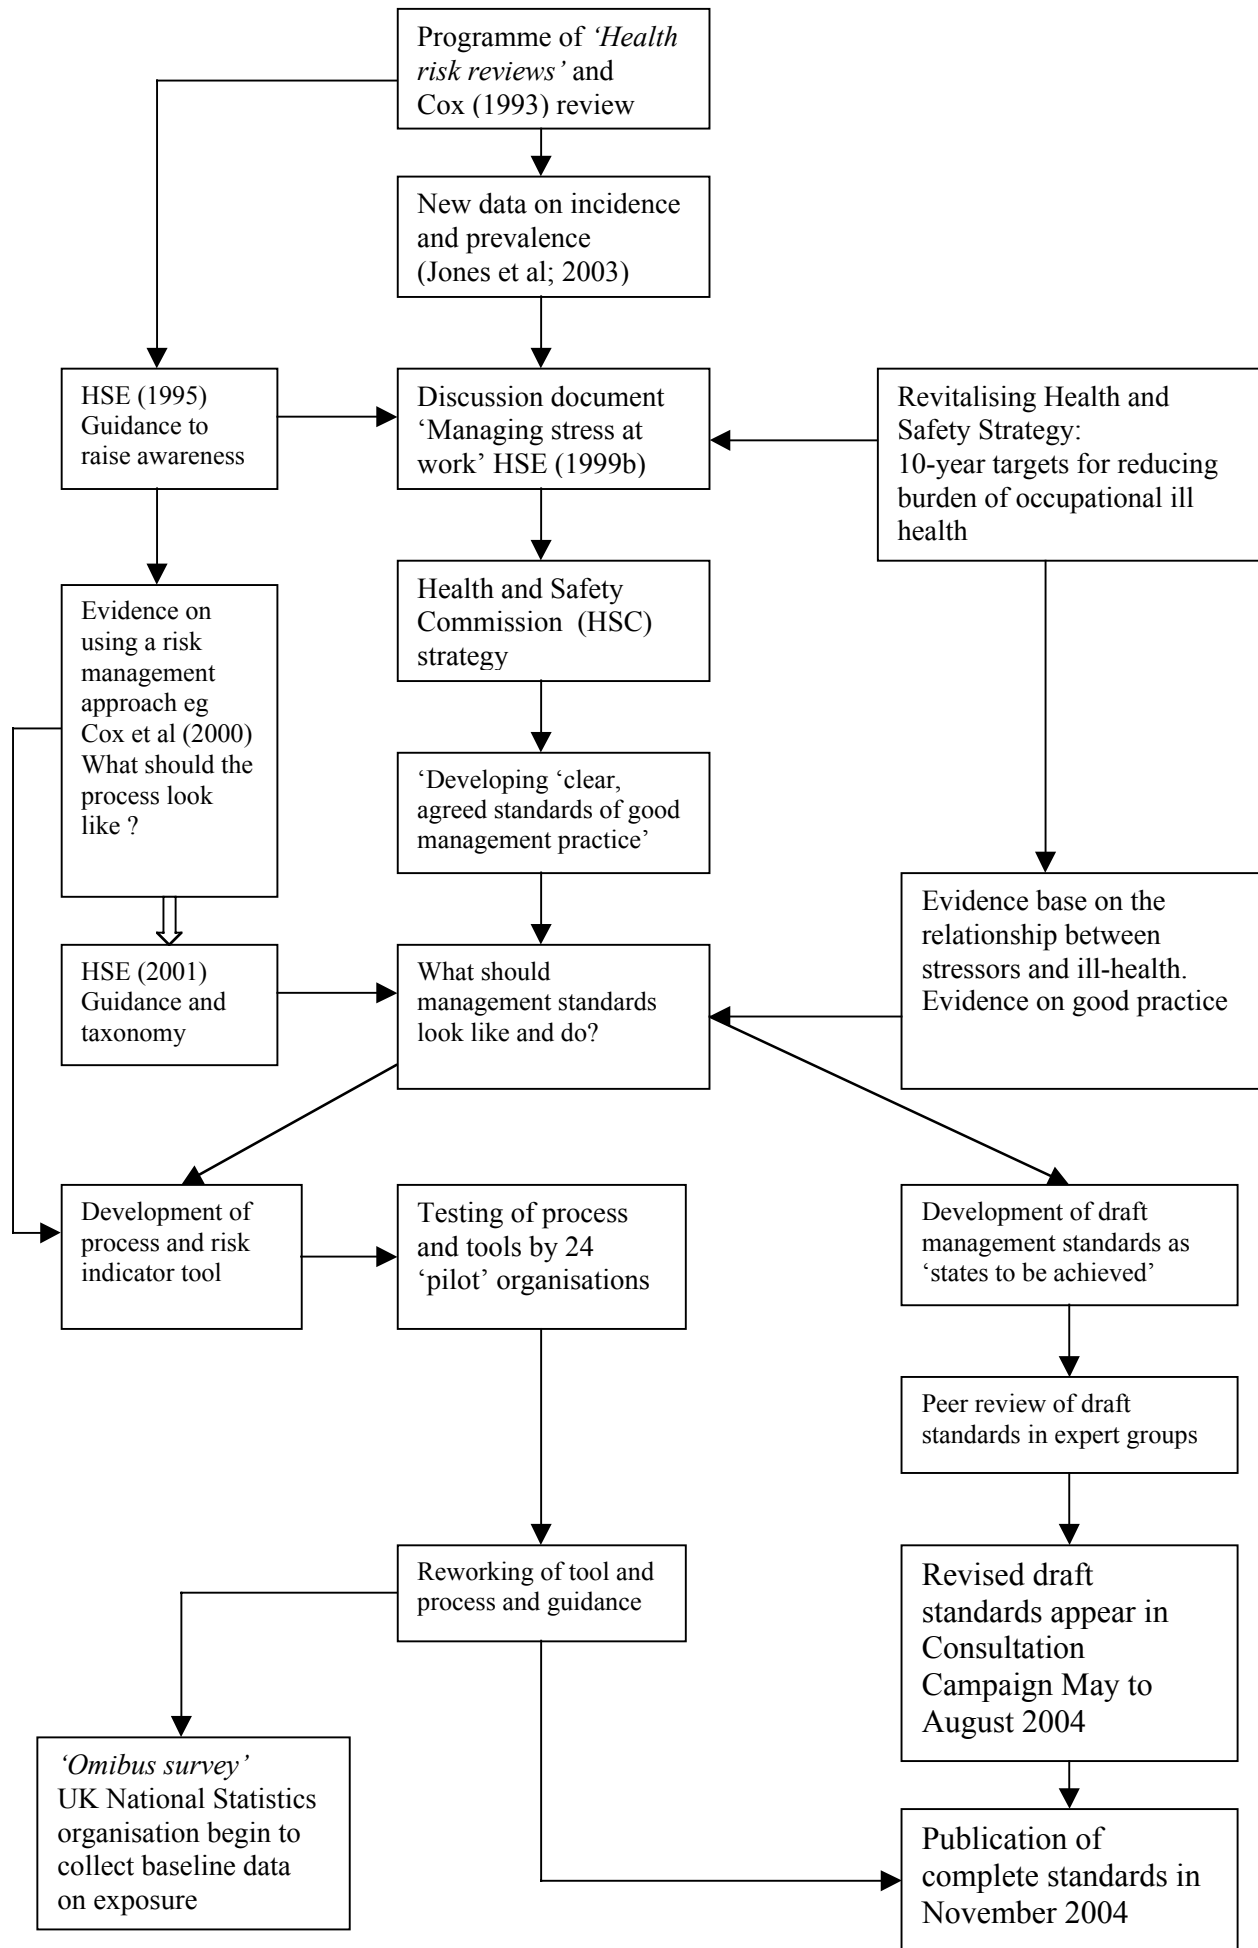 Programme of ‘Health
risk reviews’ and
Cox (1993) review
New data on incidence
and prevalence
(Jones et al; 2003)
HSE (1995)
Guidance to
raise awareness
Discussion document
‘Managing stress at
work’ HSE (1999b)
Revitalising Health and
Safety Strategy:
10-year targets for reducing
burden of occupational ill
health
Evidence on
using a risk
management
approach eg
Cox et al (2000)
What should the
process look
like ?
Health and Safety
Commission (HSC)
strategy
‘Developing ‘clear,
agreed standards of good
management practice’
Evidence base on the
relationship between
stressors and ill-health.
Evidence on good practice
HSE (2001)
Guidance and
taxonomy
What should
management standards
look like and do?
Development of
process and risk
indicator tool
Testing of process
and tools by 24
‘pilot’ organisations
Development of draft
management standards as
‘states to be achieved’
Peer review of draft
standards in expert groups
Reworking of tool and
process and guidance
Revised draft
standards appear in
Consultation
Campaign May to
August 2004
‘Omibus survey’
UK National Statistics
organisation begin to
collect baseline data
on exposure
Publication of
complete standards in
November 2004